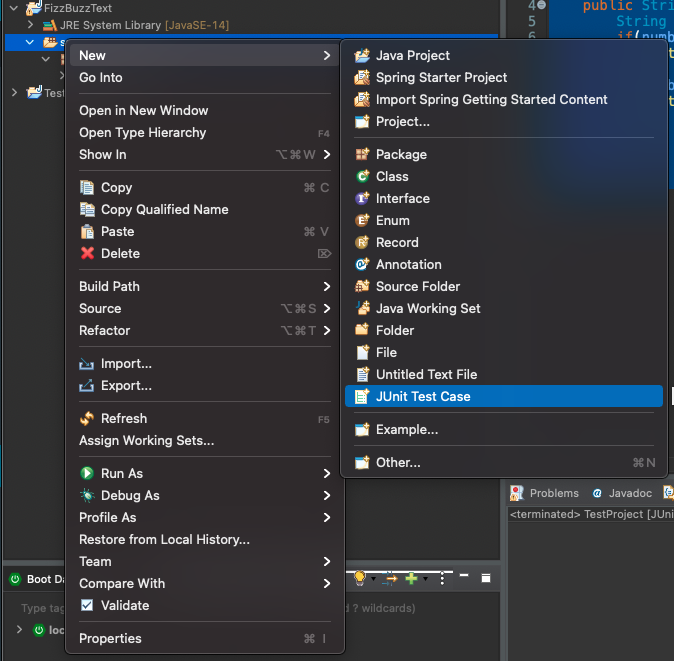 FizzBuzzText
JRE System Library [JavaSE-14]
Test
4 public Stri
5 String
6 if(numb
New
Go Into
Open in New Window
Open Type Hierarchy F4
Show In ⌥⌘W
Copy ⌘ C
Copy Qualified Name
Paste ⌘ V
Delete ⌦
Build Path
Source ⌥⌘S
Refactor ⌥⌘T
Import...
Export...
Refresh F5
Assign Working Sets...
Run As
Debug As
Profile As
Restore from Local History...
Team
Compare With
Validate
Properties ⌘ I
Java Project
Spring Starter Project
Import Spring Getting Started Content
Project...
Package
Class
Interface
Enum
Record
Annotation
Source Folder
Java Working Set
Folder
File
Untitled Text File
JUnit Test Case
Example...
Other... ⌘N
Problems Javadoc
<terminated> TestProject [JUni
Boot Da
Type tag
d ? wildcards)
loc